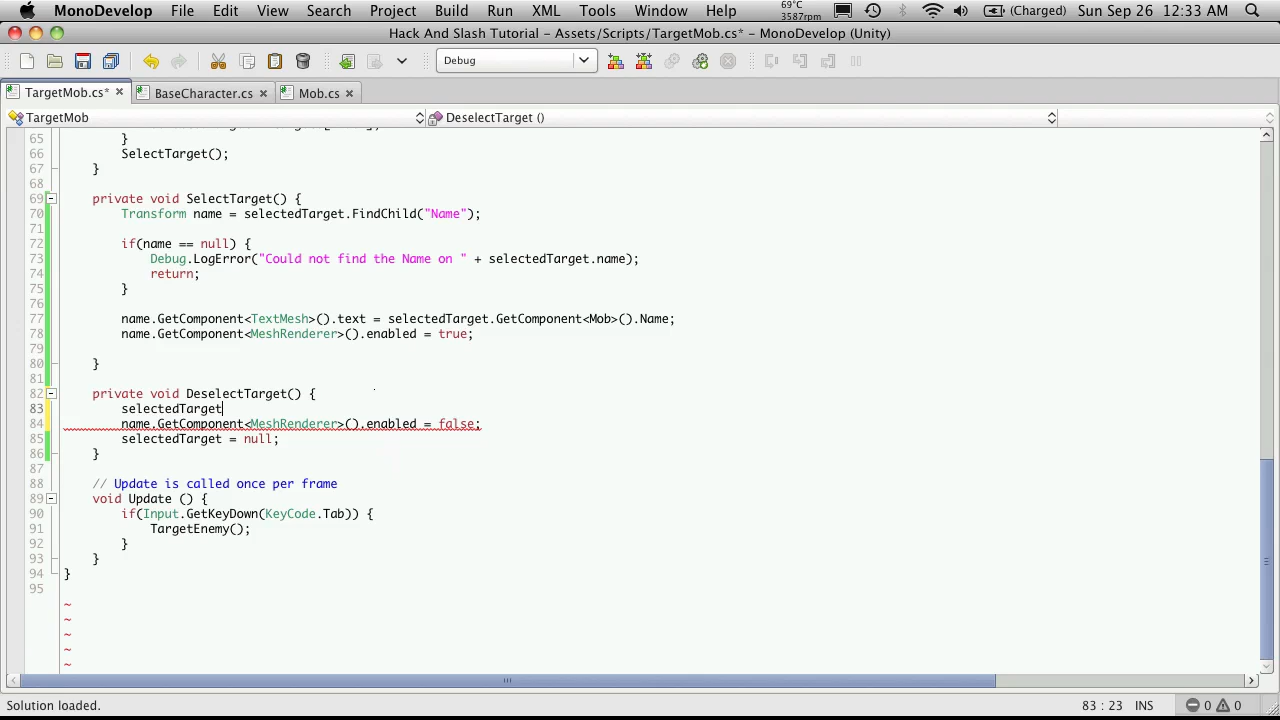 MonoDevelop File Edit View Search Project Build Run XML Tools Window Help 69°C 3587rpm (Charged) Sun Sep 26 12:33 AM
Hack And Slash Tutorial - Assets/Scripts/TargetMob.cs* - MonoDevelop (Unity)
Debug
TargetMob.cs* BaseCharacter.cs Mob.cs
TargetMob DeselectTarget ()
65 }
66 SelectTarget();
67 }
68
69 private void SelectTarget() {
70 Transform name = selectedTarget.FindChild("Name");
71
72 if(name == null) {
73 Debug.LogError("Could not find the Name on " + selectedTarget.name);
74 return;
75 }
76
77 name.GetComponent<TextMesh>().text = selectedTarget.GetComponent<Mob>().Name;
78 name.GetComponent<MeshRenderer>().enabled = true;
79
80 }
81
82 private void DeselectTarget() {
83 selectedTarget
84 name.GetComponent<MeshRenderer>().enabled = false;
85 selectedTarget = null;
86 }
87
88 // Update is called once per frame
89 void Update () {
90 if(Input.GetKeyDown(KeyCode.Tab)) {
91 TargetEnemy();
92 }
93 }
94 }
95
~
~
~
~
~
Solution loaded. 83 : 23 INS 0 0